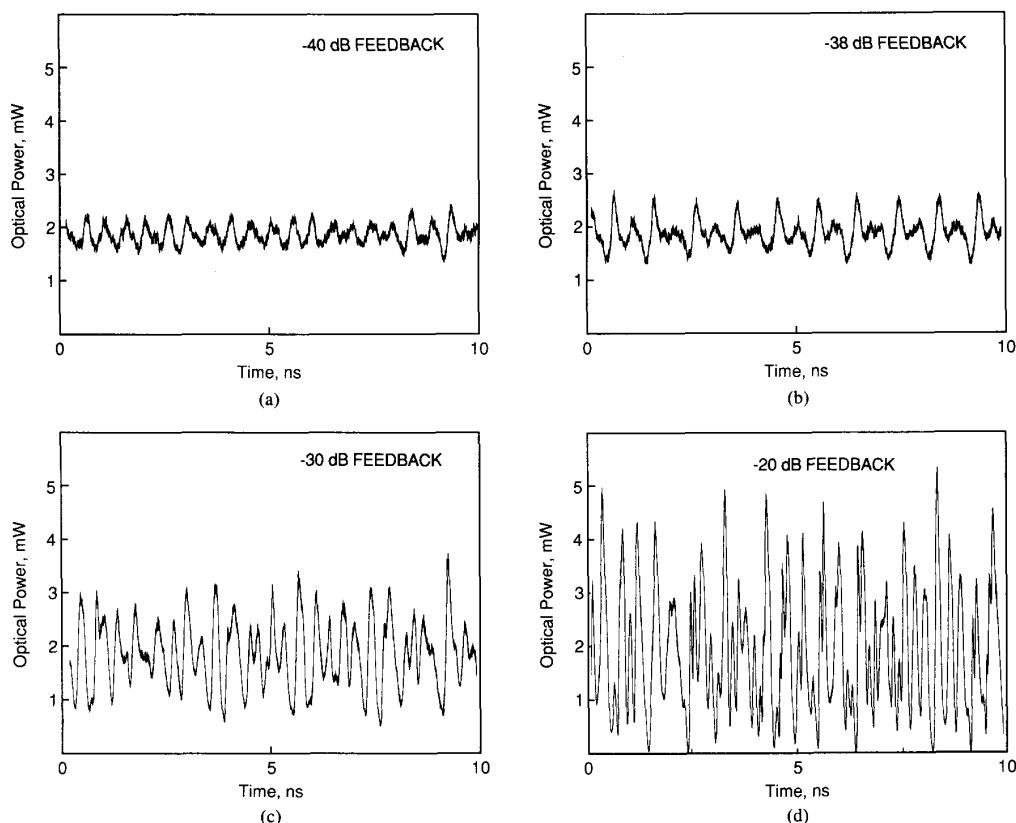 -40 dB FEEDBACK
5
4
3
2
1
Optical Power, mW
0
5
10
Time, ns
(a)
-38 dB FEEDBACK
5
4
3
2
1
Optical Power, mW
0
5
10
Time, ns
(b)
-30 dB FEEDBACK
5
4
3
2
1
Optical Power, mW
0
5
10
Time, ns
(c)
-20 dB FEEDBACK
5
4
3
2
1
Optical Power, mW
0
5
10
Time, ns
(d)